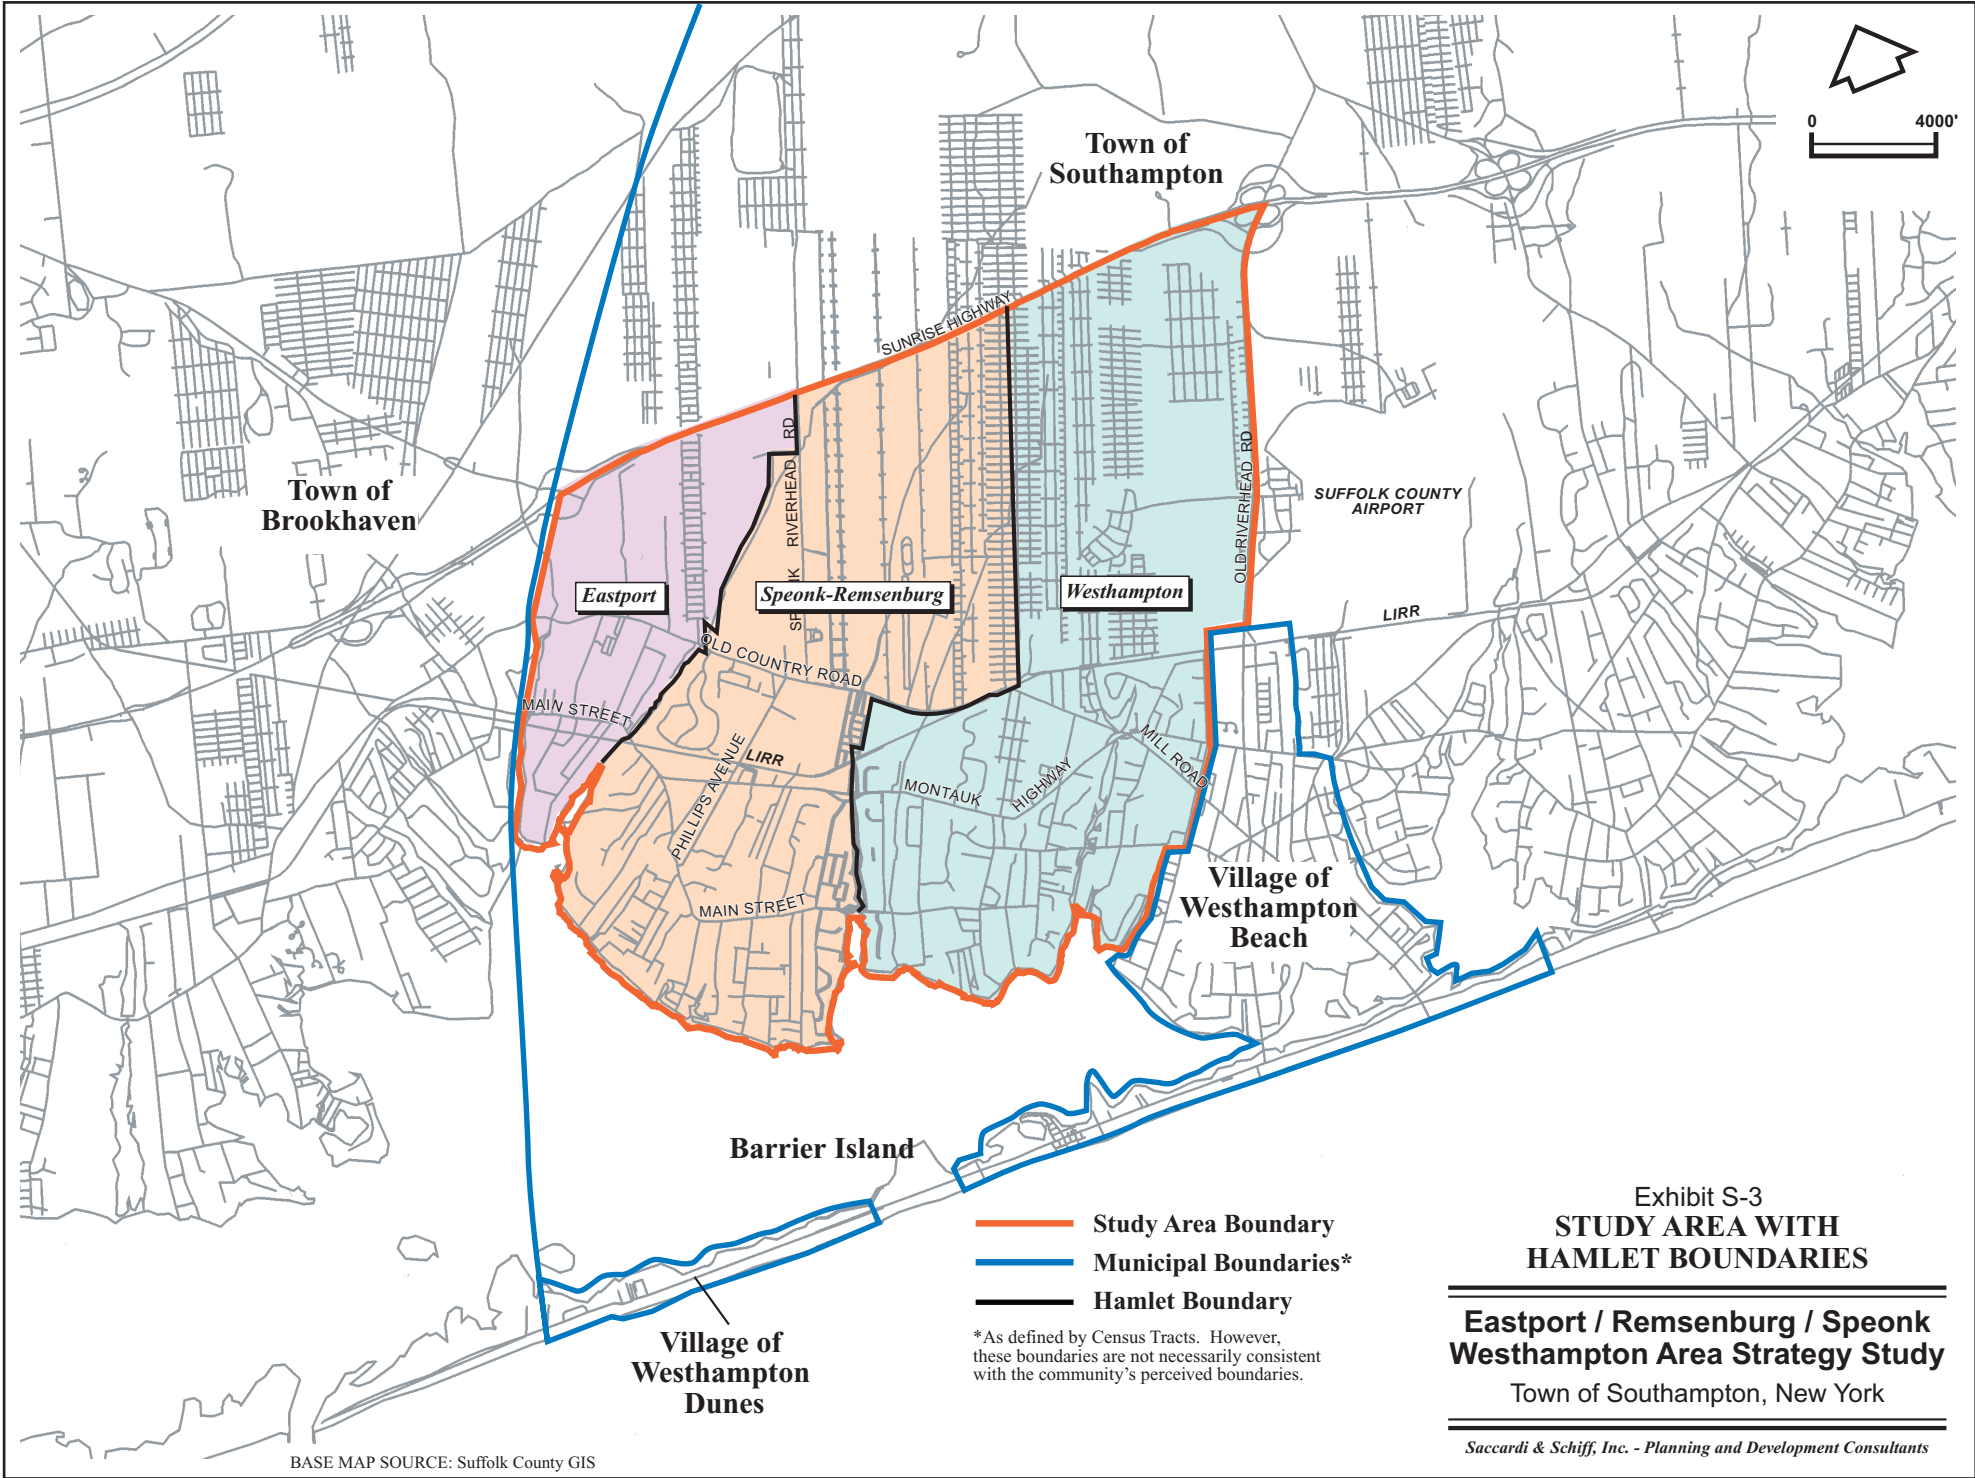 0 4000'
Town of
Southampton
SUNRISE HIGHWAY
Town of
Brookhaven
RIVERHEAD RD
OLD RIVERHEAD RD
SUFFOLK COUNTY
AIRPORT
Eastport
Speonk-Remsenburg
Westhampton
LIRR
OLD COUNTRY ROAD
MAIN STREET
PHILLIPS AVENUE
LIRR
MILL ROAD
MONTAUK HIGHWAY
MAIN STREET
Village of
Westhampton
Beach
Barrier Island
Village of
Westhampton
Dunes
Study Area Boundary
Municipal Boundaries*
Hamlet Boundary
*As defined by Census Tracts. However,
these boundaries are not necessarily consistent
with the community's perceived boundaries.
Exhibit S-3
STUDY AREA WITH
HAMLET BOUNDARIES
Eastport / Remsenburg / Speonk
Westhampton Area Strategy Study
Town of Southampton, New York
Saccardi & Schiff, Inc. - Planning and Development Consultants
BASE MAP SOURCE: Suffolk County GIS